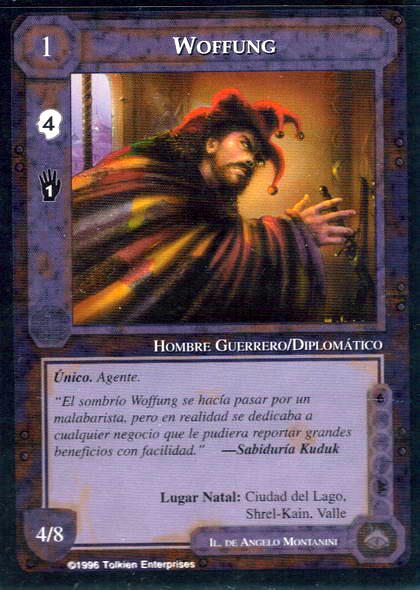 1
WOFFUNG
4
1
HOMBRE GUERRERO/DIPLOMÁTICO
Único. Agente.
"El sombrío Woffung se hacía pasar por un
malabarista, pero en realidad se dedicaba a
cualquier negocio que le pudiera reportar grandes
beneficios con facilidad." —Sabiduría Kuduk
Lugar Natal: Ciudad del Lago,
Shrel-Kain, Valle
4/8
IL. DE ANGELO MONTANINI
©1996 Tolkien Enterprises